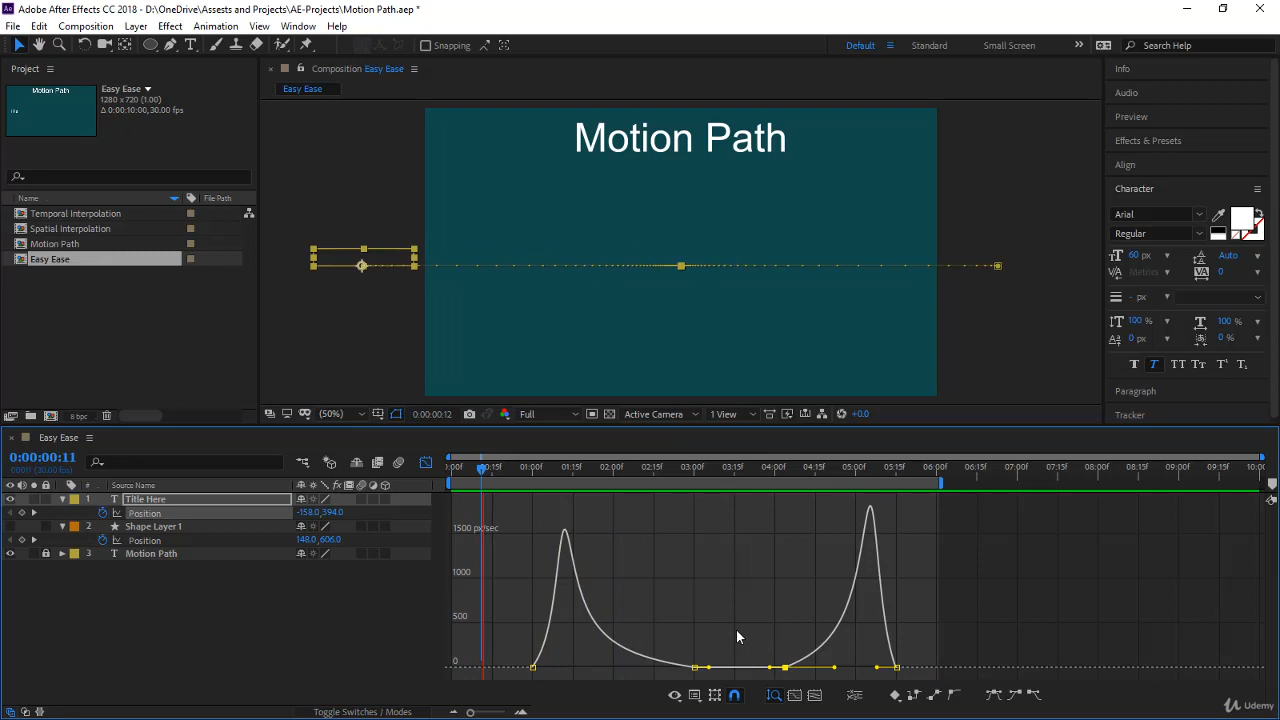 Adobe After Effects CC 2018 - D:\OneDrive\Assests and Projects\AE-Projects\Motion Path.aep *
File Edit Composition Layer Effect Animation View Window Help
Snapping
Default Standard Small Screen Search Help
Project
Easy Ease
1280 x 720 (1.00)
Δ 0:00:10:00, 30.00 fps
Name File Path
Temporal Interpolation
Spatial Interpolation
Motion Path
Easy Ease
8 bpc
Composition Easy Ease
Easy Ease
Motion Path
(50%) 0:00:00:12 Full Active Camera 1 View +0.0
Info
Audio
Preview
Effects & Presets
Align
Character
Arial
Regular
60 px Auto
Metrics 0
- px
100 % 100 %
0 px 0 %
T T TT TT T¹ T₁
Paragraph
Tracker
Easy Ease
0:00:00:11
00011 (30.00 fps)
# Source Name
1 T Title Here
Position -158.0,394.0
2 Shape Layer 1
Position 148.0,606.0
3 T Motion Path
Toggle Switches / Modes
01:00f 01:15f 02:00f 02:15f 03:00f 03:15f 04:00f 04:15f 05:00f 05:15f 06:00f 06:15f 07:00f 07:15f 08:00f 08:15f 09:00f 09:15f
1500 px/sec
1000
500
0
Udemy